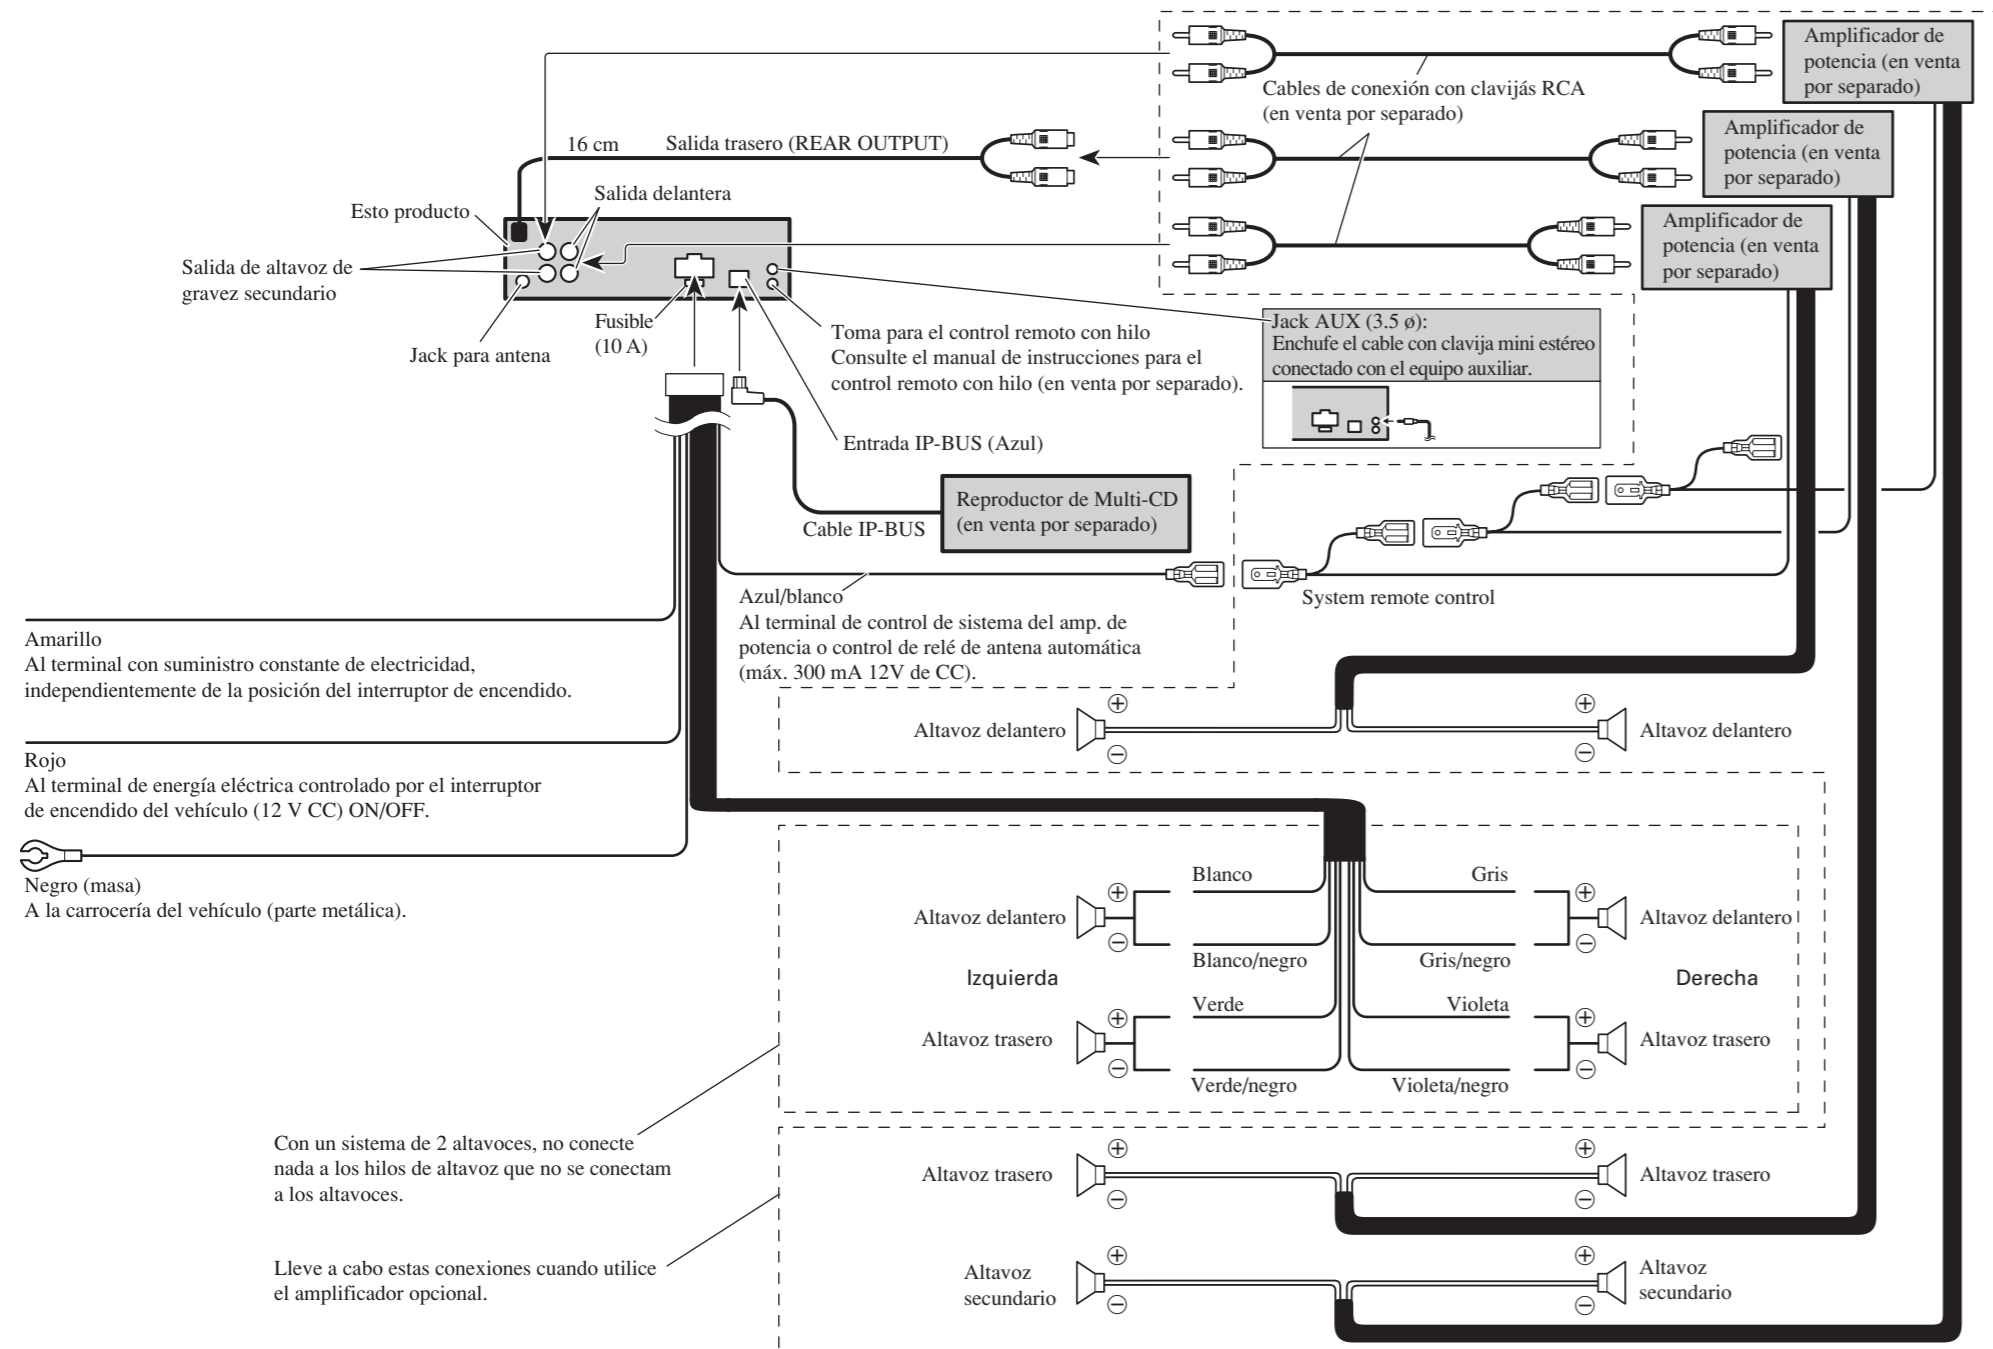 Amplificador de
potencia (en venta
por separado)
Cables de conexión con clavijás RCA
(en venta por separado)
Amplificador de
potencia (en venta
por separado)
16 cm
Salida trasero (REAR OUTPUT)
Salida delantera
Esto producto
Amplificador de
potencia (en venta
por separado)
Salida de altavoz de
gravez secundario
Fusible
(10 A)
Jack para antena
Toma para el control remoto con hilo
Consulte el manual de instrucciones para el
control remoto con hilo (en venta por separado).
Jack AUX (3.5 ø):
Enchufe el cable con clavija mini estéreo
conectado con el equipo auxiliar.
Entrada IP-BUS (Azul)
Reproductor de Multi-CD
(en venta por separado)
Cable IP-BUS
Azul/blanco
Al terminal de control de sistema del amp. de
potencia o control de relé de antena automática
(máx. 300 mA 12V de CC).
System remote control
Amarillo
Al terminal con suministro constante de electricidad,
independientemente de la posición del interruptor de encendido.
Rojo
Al terminal de energía eléctrica controlado por el interruptor
de encendido del vehículo (12 V CC) ON/OFF.
Negro (masa)
A la carrocería del vehículo (parte metálica).
Altavoz delantero
+
−
+
−
Altavoz delantero
Blanco
Gris
Altavoz delantero
+
−
+
−
Altavoz delantero
Blanco/negro
Gris/negro
Izquierda
Derecha
Verde
Violeta
Altavoz trasero
+
−
+
−
Altavoz trasero
Verde/negro
Violeta/negro
Con un sistema de 2 altavoces, no conecte
nada a los hilos de altavoz que no se conectam
a los altavoces.
Altavoz trasero
+
−
+
−
Altavoz trasero
Lleve a cabo estas conexiones cuando utilice
el amplificador opcional.
Altavoz
secundario
+
−
+
−
Altavoz
secundario